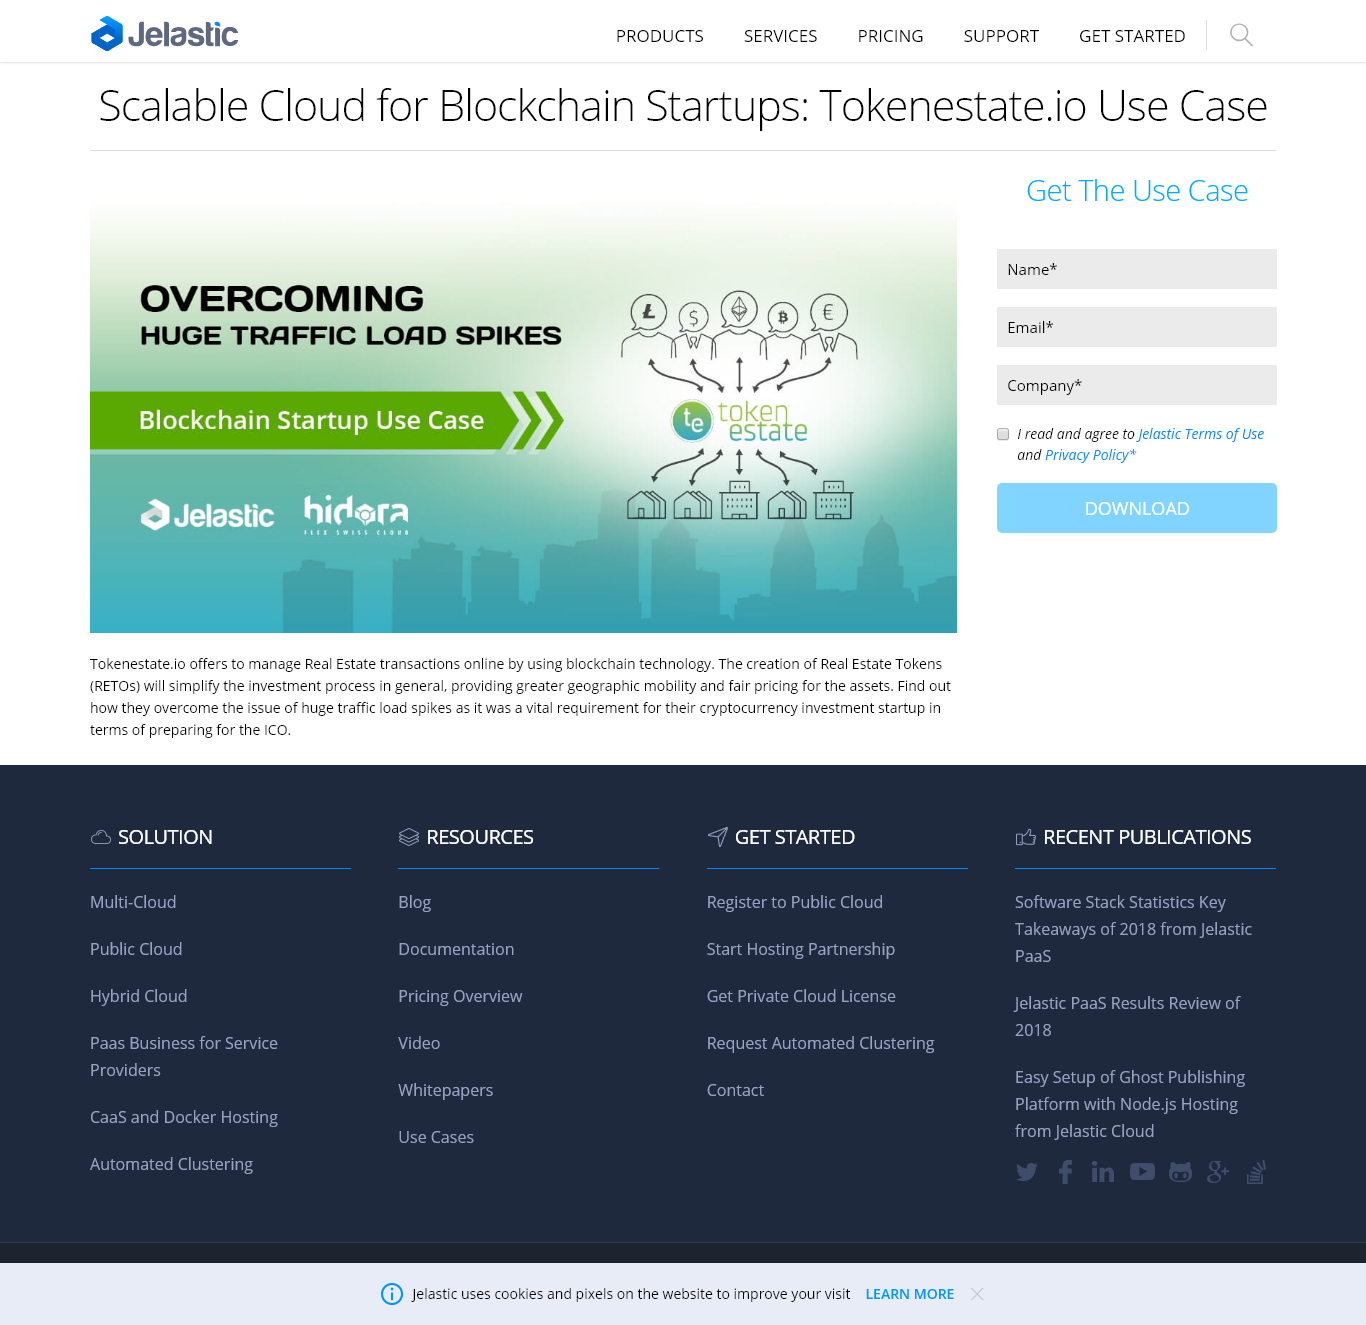 Jelastic
PRODUCTS SERVICES PRICING SUPPORT GET STARTED
Scalable Cloud for Blockchain Startups: Tokenestate.io Use Case
OVERCOMING
HUGE TRAFFIC LOAD SPIKES
Blockchain Startup Use Case
Jelastic
hidora
FLEX SWISS CLOUD
te token
estate
Tokenestate.io offers to manage Real Estate transactions online by using blockchain technology. The creation of Real Estate Tokens
(RETOs) will simplify the investment process in general, providing greater geographic mobility and fair pricing for the assets. Find out
how they overcome the issue of huge traffic load spikes as it was a vital requirement for their cryptocurrency investment startup in
terms of preparing for the ICO.
Get The Use Case
Name*
Email*
Company*
I read and agree to Jelastic Terms of Use
and Privacy Policy*
DOWNLOAD
SOLUTION
Multi-Cloud
Public Cloud
Hybrid Cloud
Paas Business for Service
Providers
CaaS and Docker Hosting
Automated Clustering
RESOURCES
Blog
Documentation
Pricing Overview
Video
Whitepapers
Use Cases
GET STARTED
Register to Public Cloud
Start Hosting Partnership
Get Private Cloud License
Request Automated Clustering
Contact
RECENT PUBLICATIONS
Software Stack Statistics Key
Takeaways of 2018 from Jelastic
PaaS
Jelastic PaaS Results Review of
2018
Easy Setup of Ghost Publishing
Platform with Node.js Hosting
from Jelastic Cloud
Jelastic uses cookies and pixels on the website to improve your visit LEARN MORE